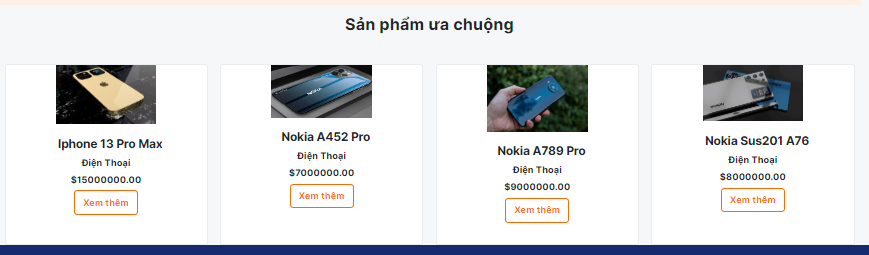 Sản phẩm ưa chuộng
Iphone 13 Pro Max
Điện Thoại
$15000000.00
Xem thêm
NOKIA
Nokia A452 Pro
Điện Thoại
$7000000.00
Xem thêm
Nokia A789 Pro
Điện Thoại
$9000000.00
Xem thêm
Nokia Sus201 A76
Điện Thoại
$8000000.00
Xem thêm